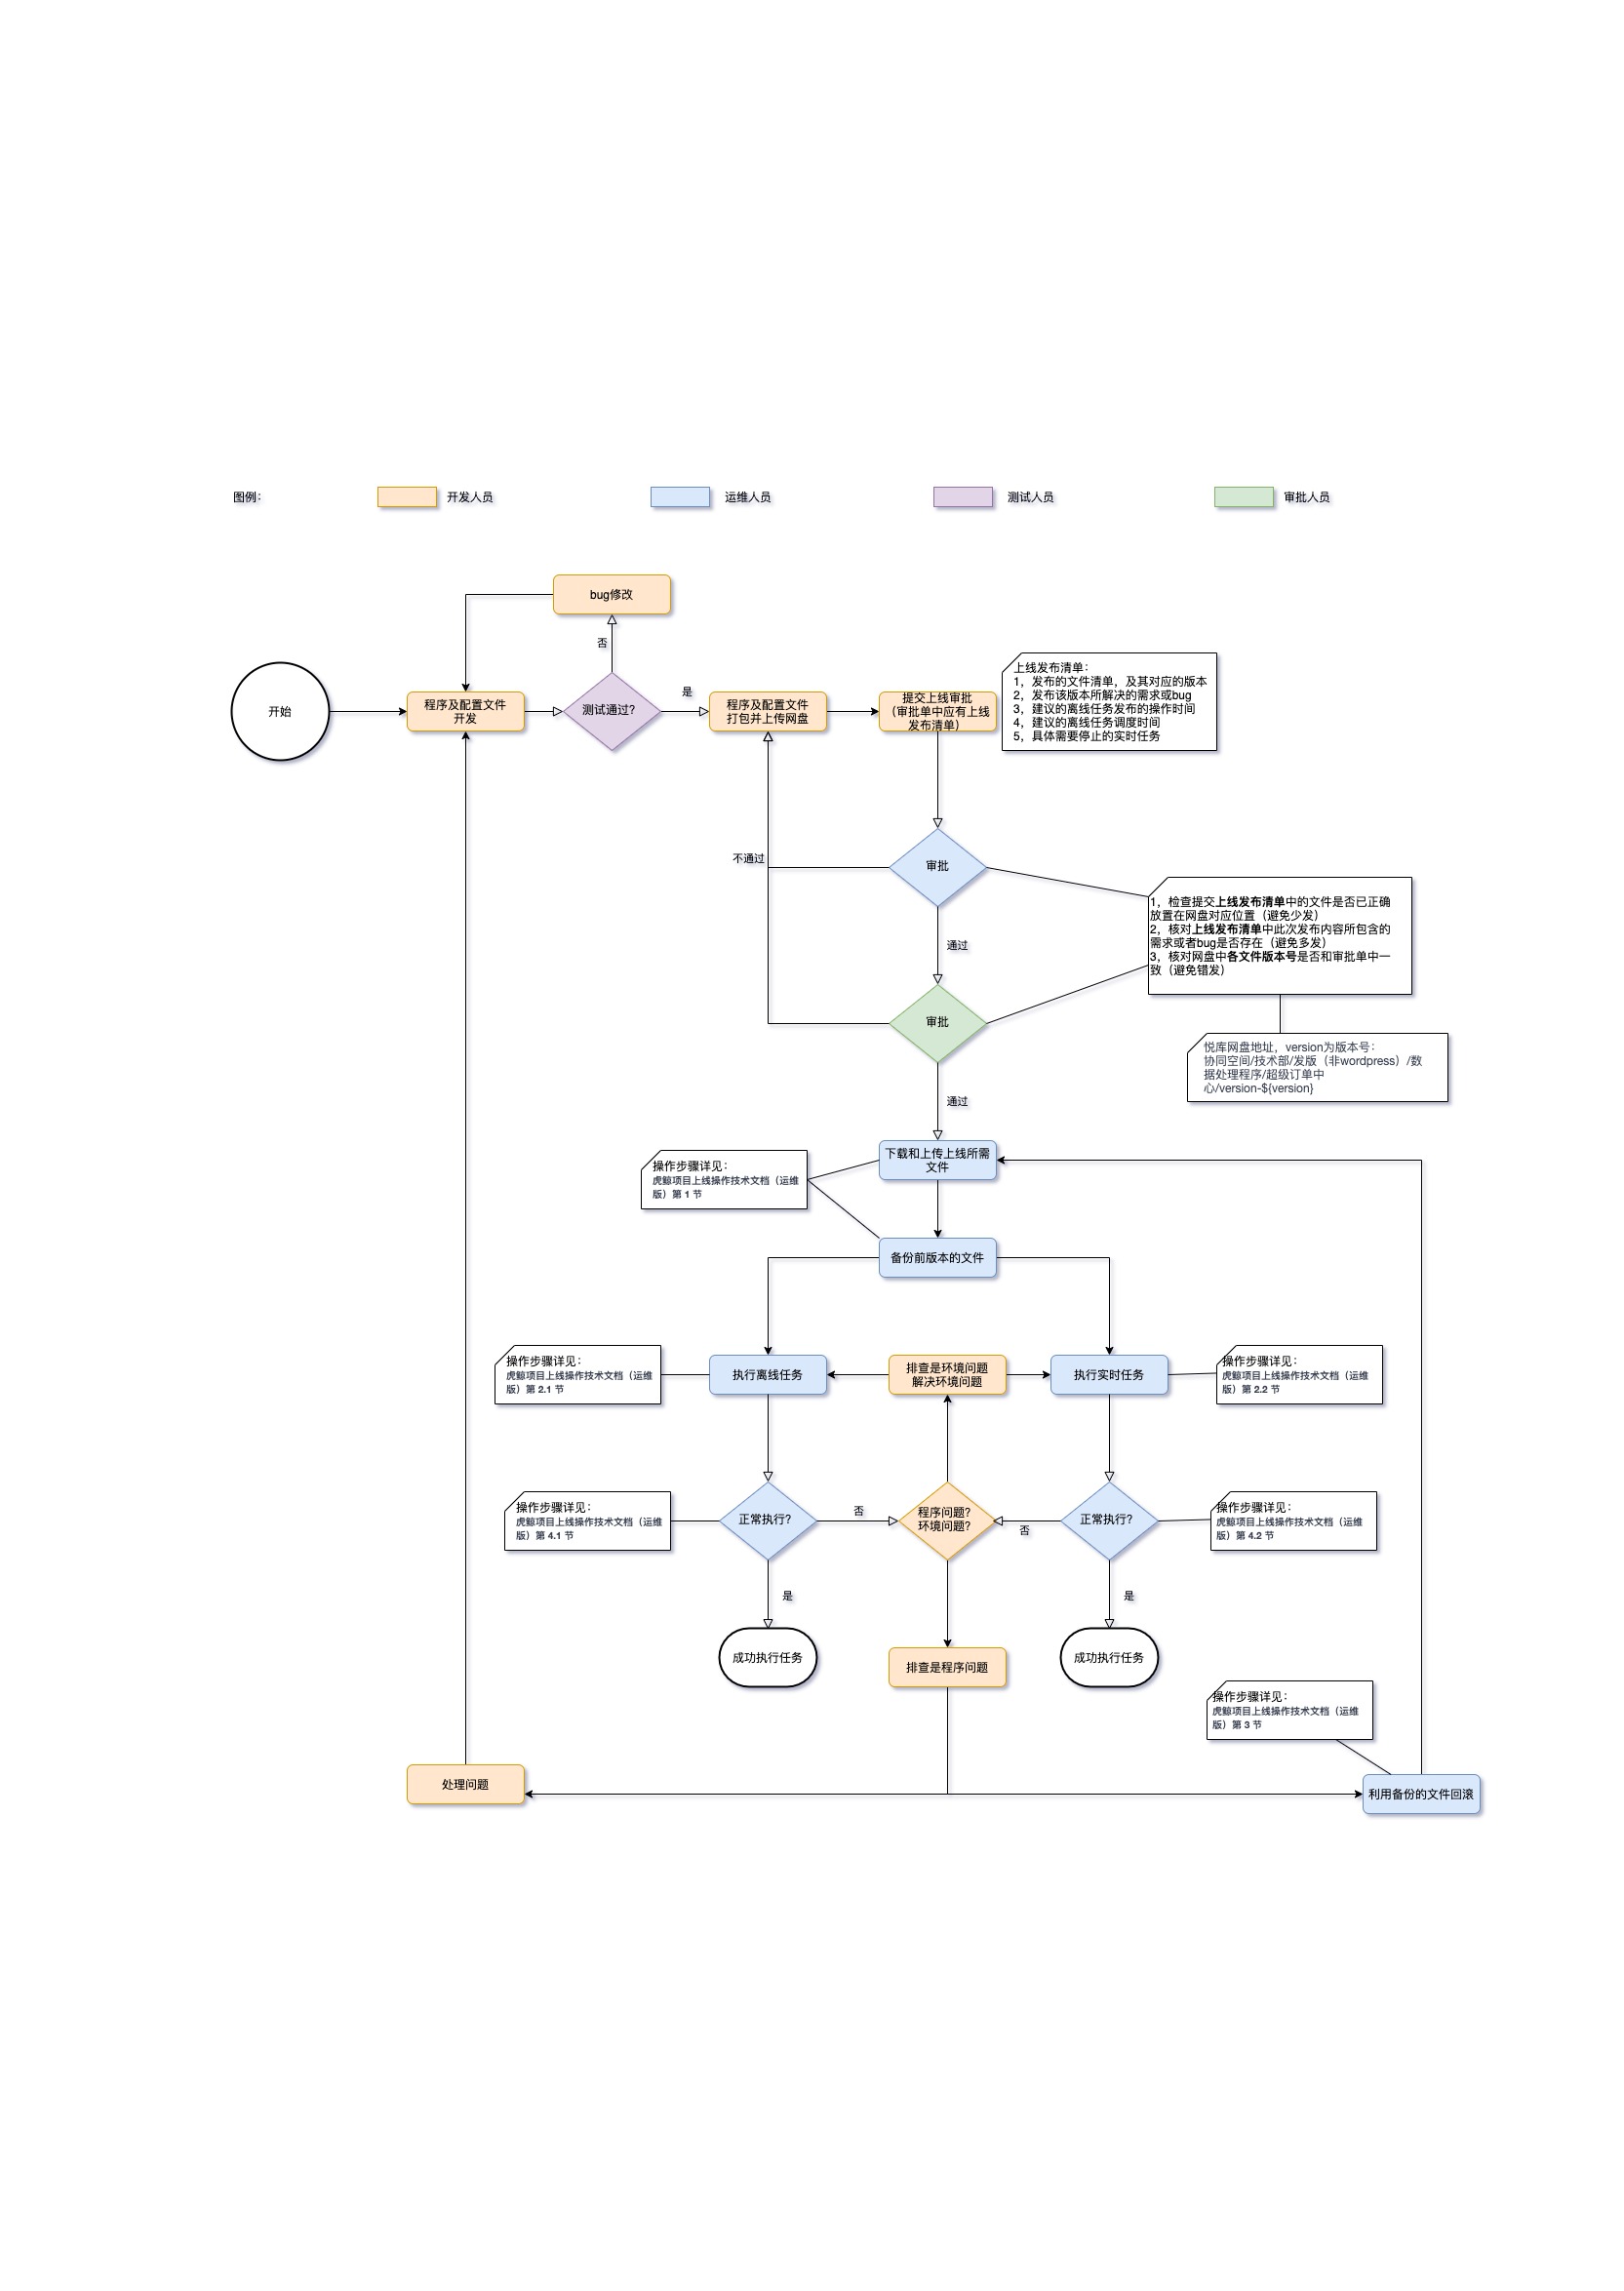 图例：
开发人员
运维人员
测试人员
审批人员
bug修改
否
开始
程序及配置文件
开发
测试通过？
是
程序及配置文件
打包并上传网盘
提交上线审批
（审批单中应有上线
发布清单）
上线发布清单：
1，发布的文件清单，及其对应的版本
2，发布该版本所解决的需求或bug
3，建议的离线任务发布的操作时间
4，建议的离线任务调度时间
5，具体需要停止的实时任务
不通过
审批
1，检查提交上线发布清单中的文件是否已正确
放置在网盘对应位置（避免少发）
2，核对上线发布清单中此次发布内容所包含的
需求或者bug是否存在（避免多发）
3，核对网盘中各文件版本号是否和审批单中一
致（避免错发）
通过
审批
悦库网盘地址，version为版本号：
协同空间/技术部/发版（非wordpress）/数
据处理程序/超级订单中
心/version-${version}
通过
下载和上传上线所需
文件
操作步骤详见：
虎鲸项目上线操作技术文档（运维
版）第 1 节
备份前版本的文件
操作步骤详见：
虎鲸项目上线操作技术文档（运维
版）第 2.1 节
执行离线任务
排查是环境问题
解决环境问题
执行实时任务
操作步骤详见：
虎鲸项目上线操作技术文档（运维
版）第 2.2 节
操作步骤详见：
虎鲸项目上线操作技术文档（运维
版）第 4.1 节
正常执行？
否
程序问题？
环境问题？
否
正常执行？
操作步骤详见：
虎鲸项目上线操作技术文档（运维
版）第 4.2 节
是
是
成功执行任务
排查是程序问题
成功执行任务
操作步骤详见：
虎鲸项目上线操作技术文档（运维
版）第 3 节
处理问题
利用备份的文件回滚